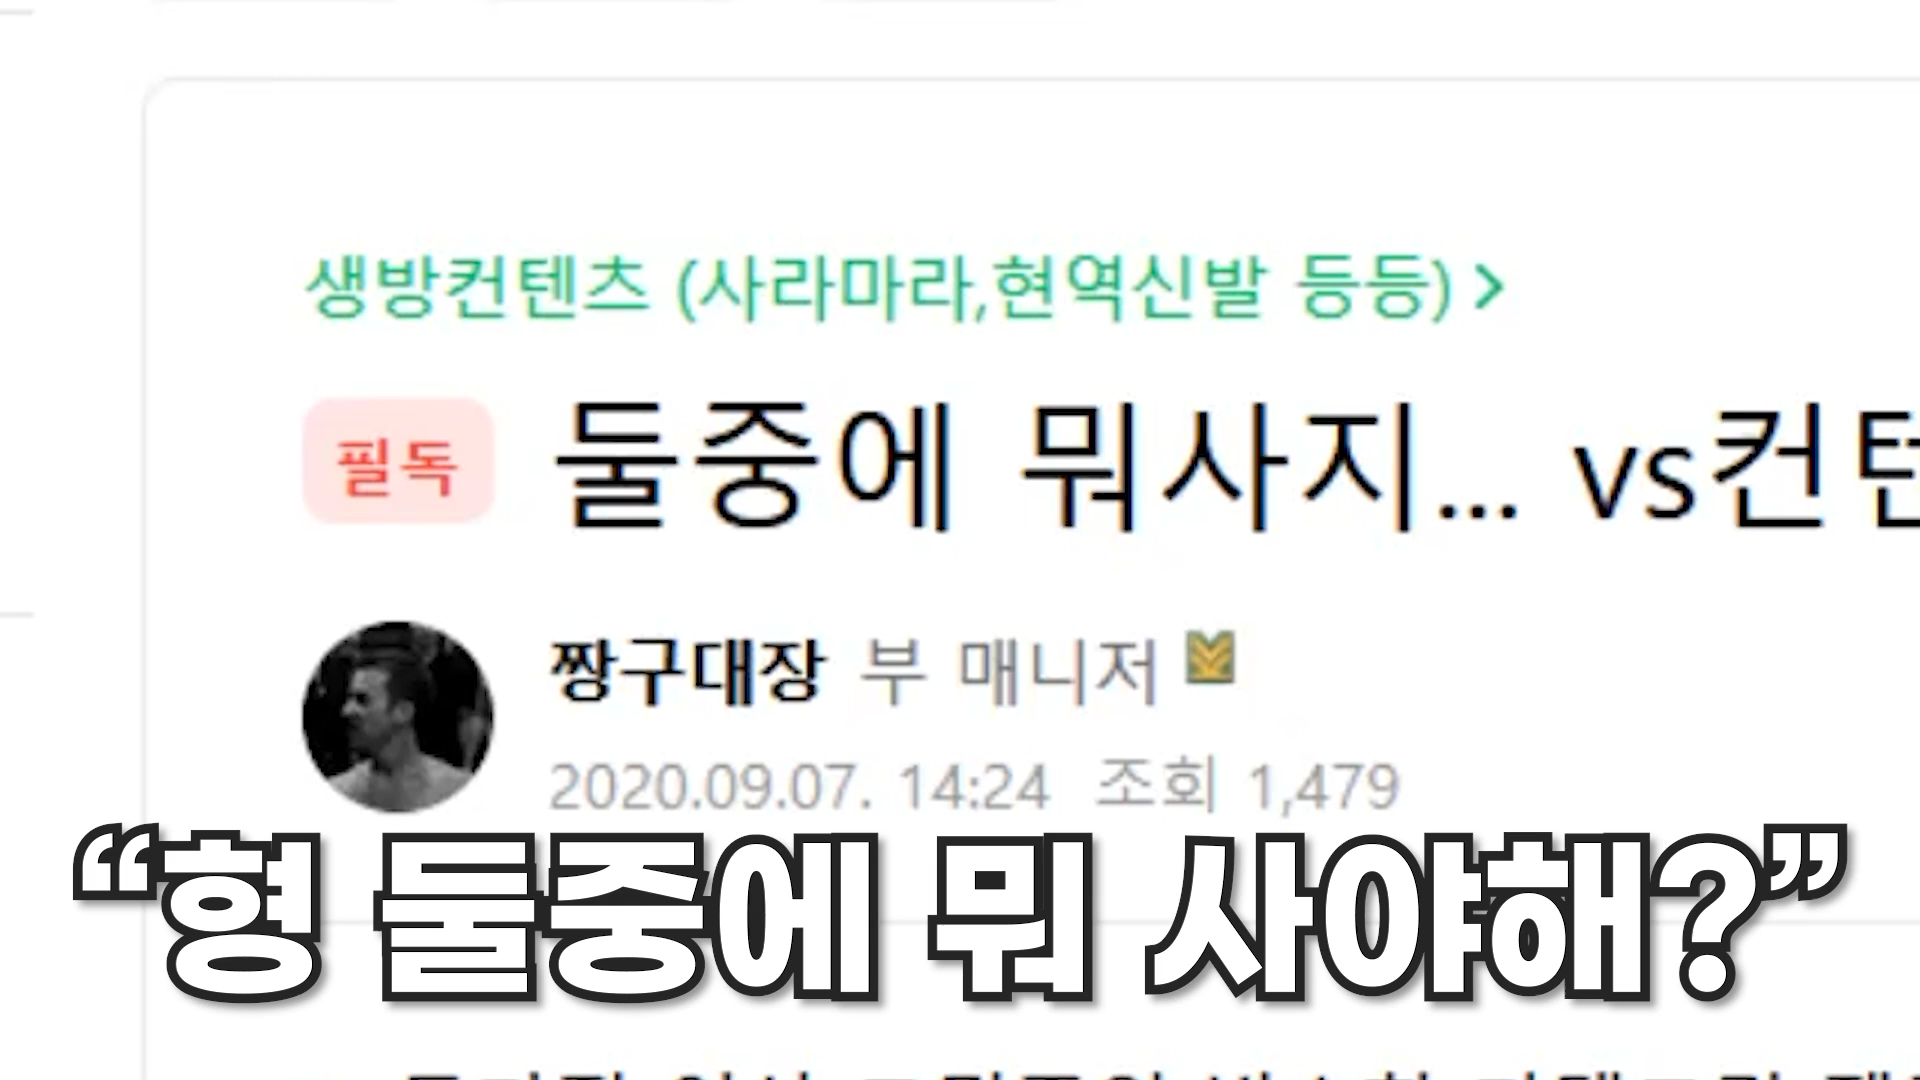 생방컨텐츠 (사라마라,현역신발 등등) >
필독 둘중에 뭐사지... vs컨텐
짱구대장 부 매니저
2020.09.07. 14:24 조회 1,479
“형 둘중에 뭐 사야해?”